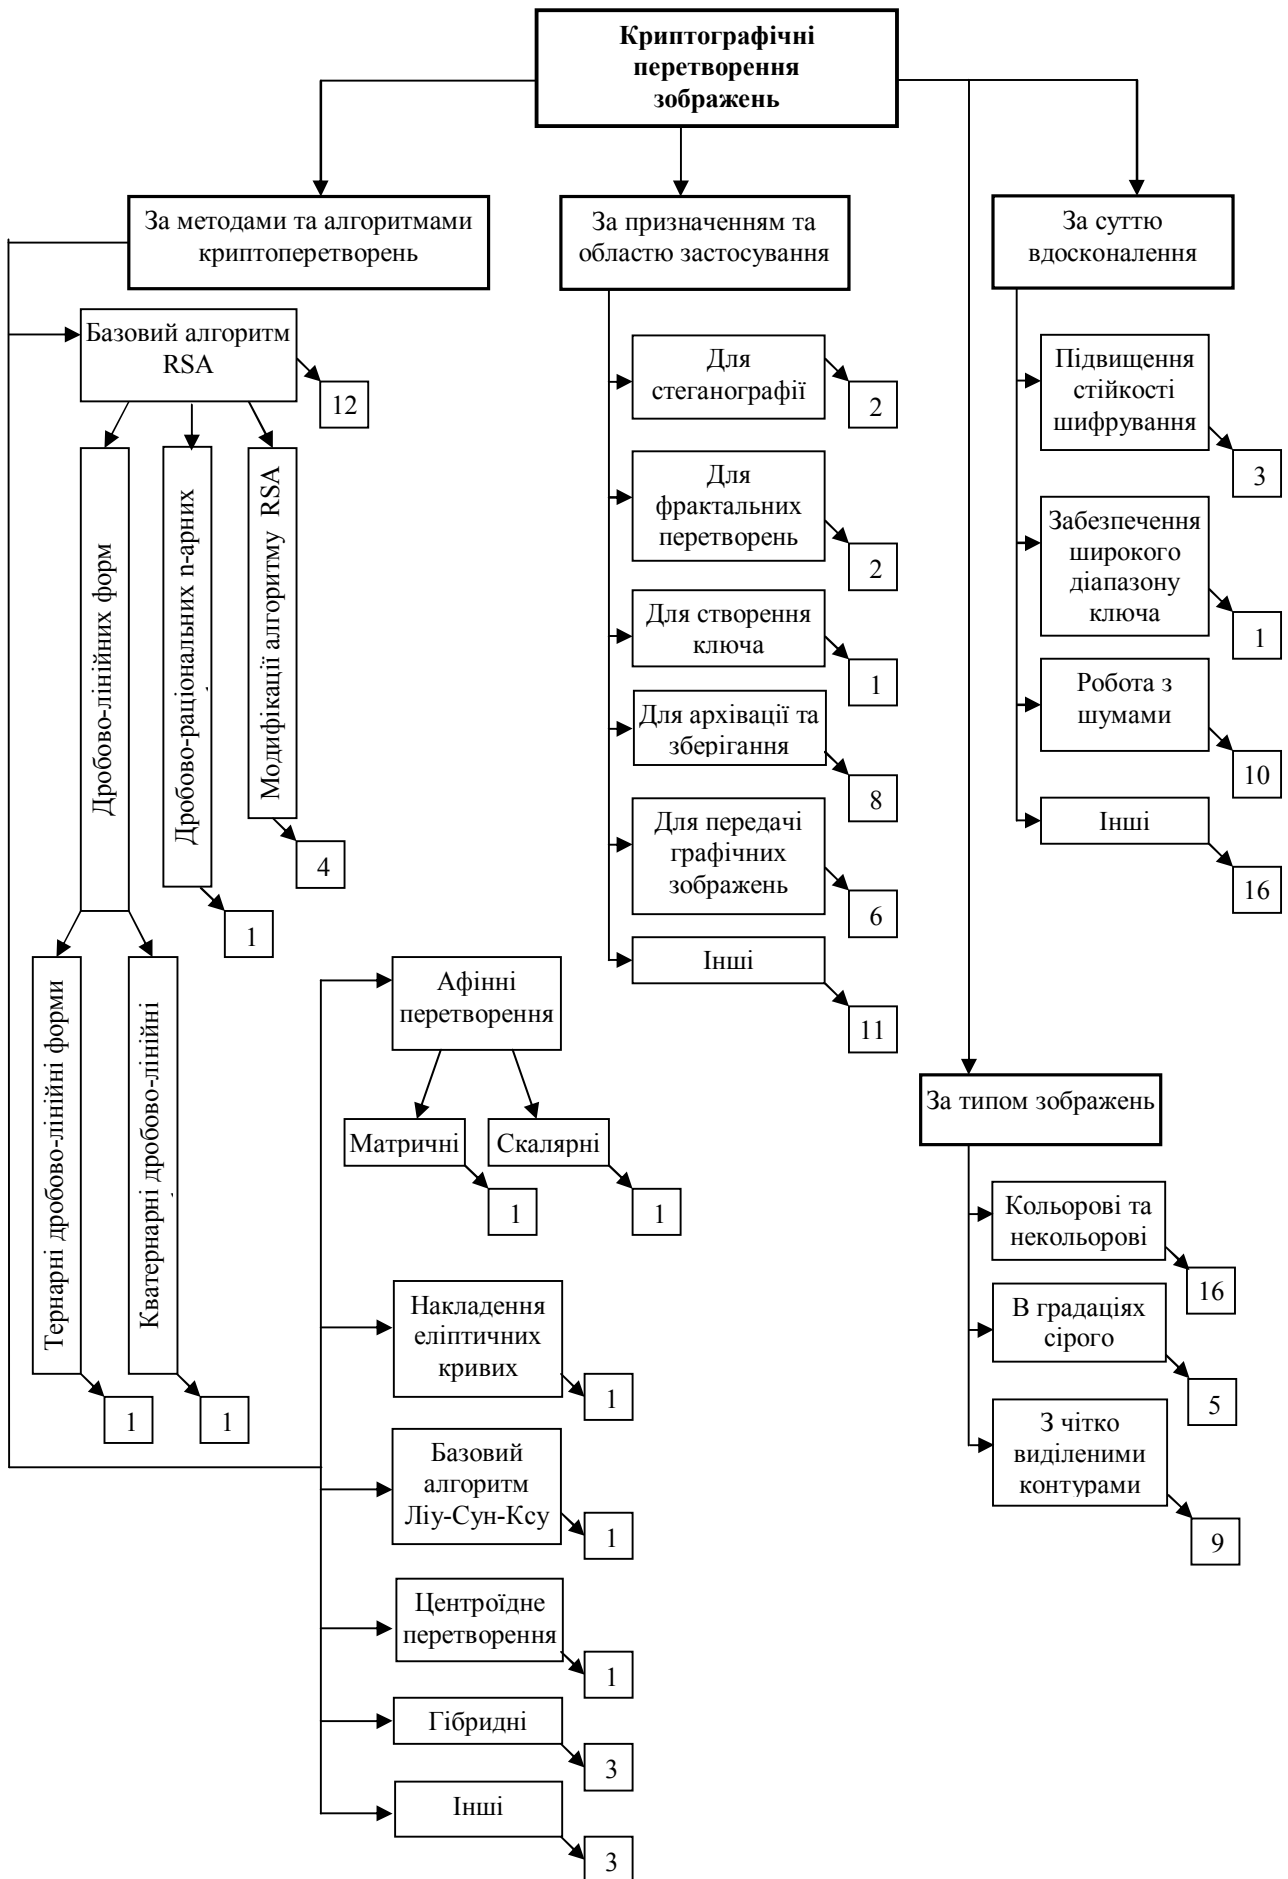 Криптографічні
перетворення
зображень
За методами та алгоритмами
криптоперетворень
За призначенням та
областю застосування
За суттю
вдосконалення
Базовий алгоритм
RSA
12
Дробово-лінійних форм
Дробово-раціональних n-арних
Модифікації алгоритму RSA
4
1
Тернарні дробово-лінійні форми
Кватернарні дробово-лінійні
1
1
Афінні
перетворення
Матричні
Скалярні
1
1
Накладення
еліптичних
кривих
1
Базовий
алгоритм
Ліу-Сун-Ксу
1
Центроїдне
перетворення
1
Гібридні
3
Інші
3
Для
стеганографії
2
Для
фрактальних
перетворень
2
Для створення
ключа
1
Для архівації та
зберігання
8
Для передачі
графічних
зображень
6
Інші
11
Підвищення
стійкості
шифрування
3
Забезпечення
широкого
діапазону
ключа
1
Робота з
шумами
10
Інші
16
За типом зображень
Кольорові та
некольорові
16
В градаціях
сірого
5
З чітко
виділеними
контурами
9